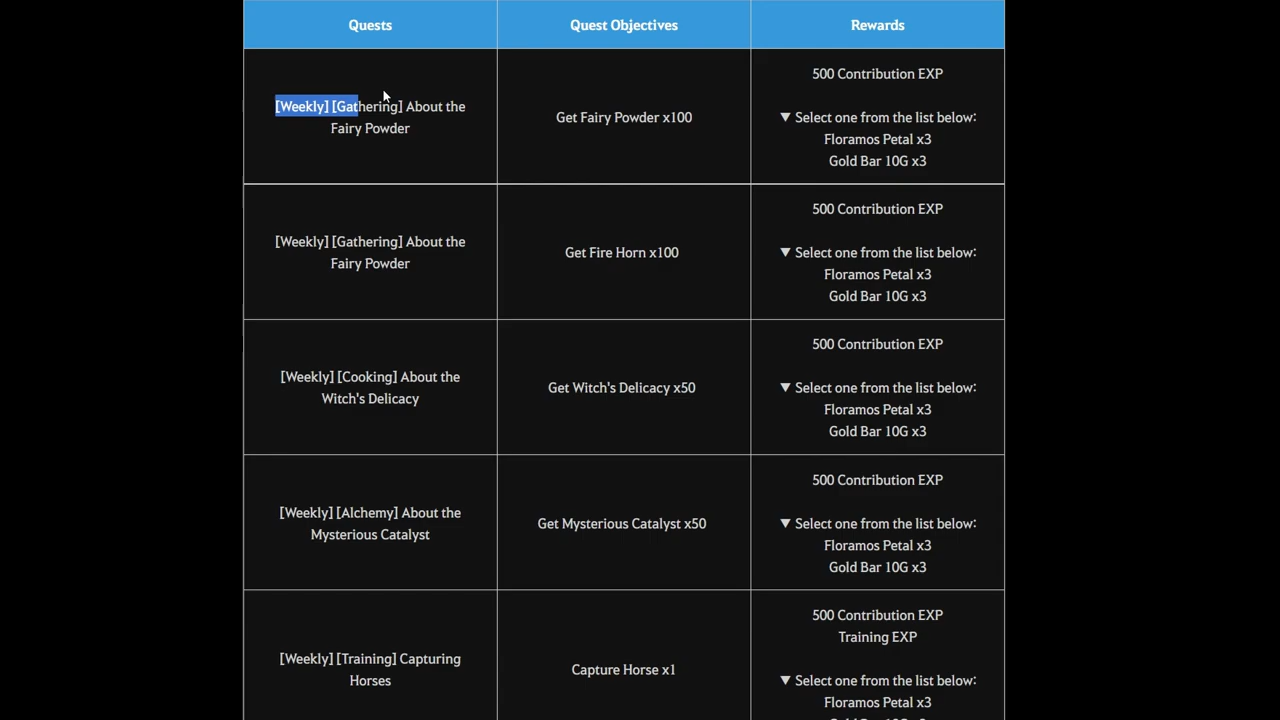 Quests
Quest Objectives
Rewards
[Weekly] [Gathering] About the
Fairy Powder
Get Fairy Powder x100
500 Contribution EXP
▼ Select one from the list below:
Floramos Petal x3
Gold Bar 10G x3
[Weekly] [Gathering] About the
Fairy Powder
Get Fire Horn x100
500 Contribution EXP
▼ Select one from the list below:
Floramos Petal x3
Gold Bar 10G x3
[Weekly] [Cooking] About the
Witch's Delicacy
Get Witch's Delicacy x50
500 Contribution EXP
▼ Select one from the list below:
Floramos Petal x3
Gold Bar 10G x3
[Weekly] [Alchemy] About the
Mysterious Catalyst
Get Mysterious Catalyst x50
500 Contribution EXP
▼ Select one from the list below:
Floramos Petal x3
Gold Bar 10G x3
[Weekly] [Training] Capturing
Horses
Capture Horse x1
500 Contribution EXP
Training EXP
▼ Select one from the list below:
Floramos Petal x3